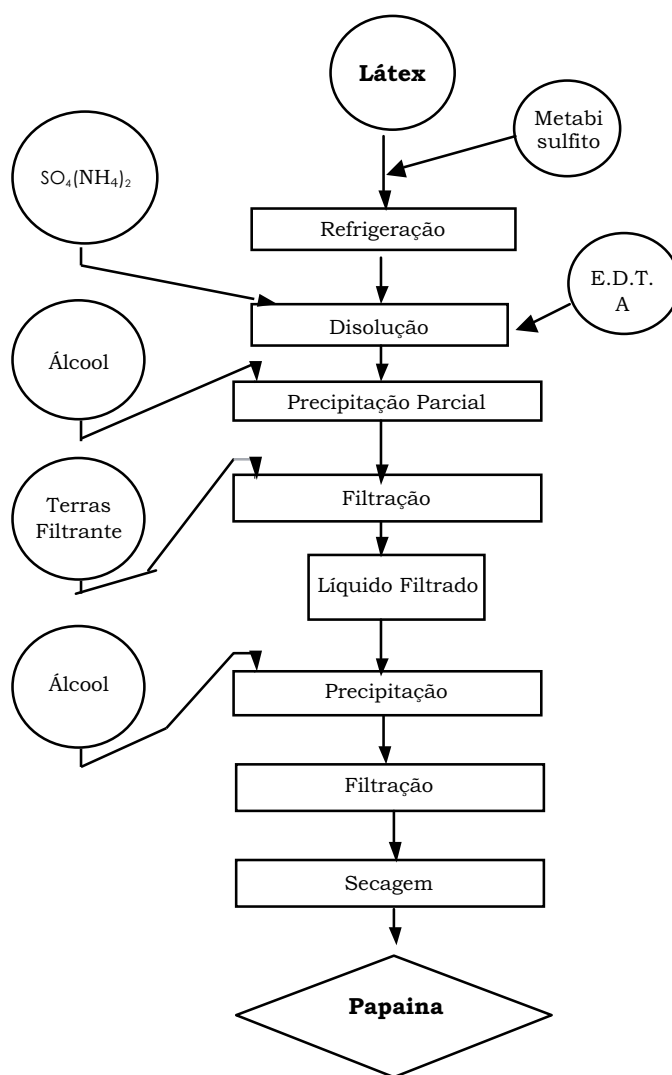 Látex
Metabi
sulfito
SO₄(NH₄)₂
Refrigeração
E.D.T.
A
Disolução
Álcool
Precipitação Parcial
Terras
Filtrante
Filtração
Líquido Filtrado
Álcool
Precipitação
Filtração
Secagem
Papaina